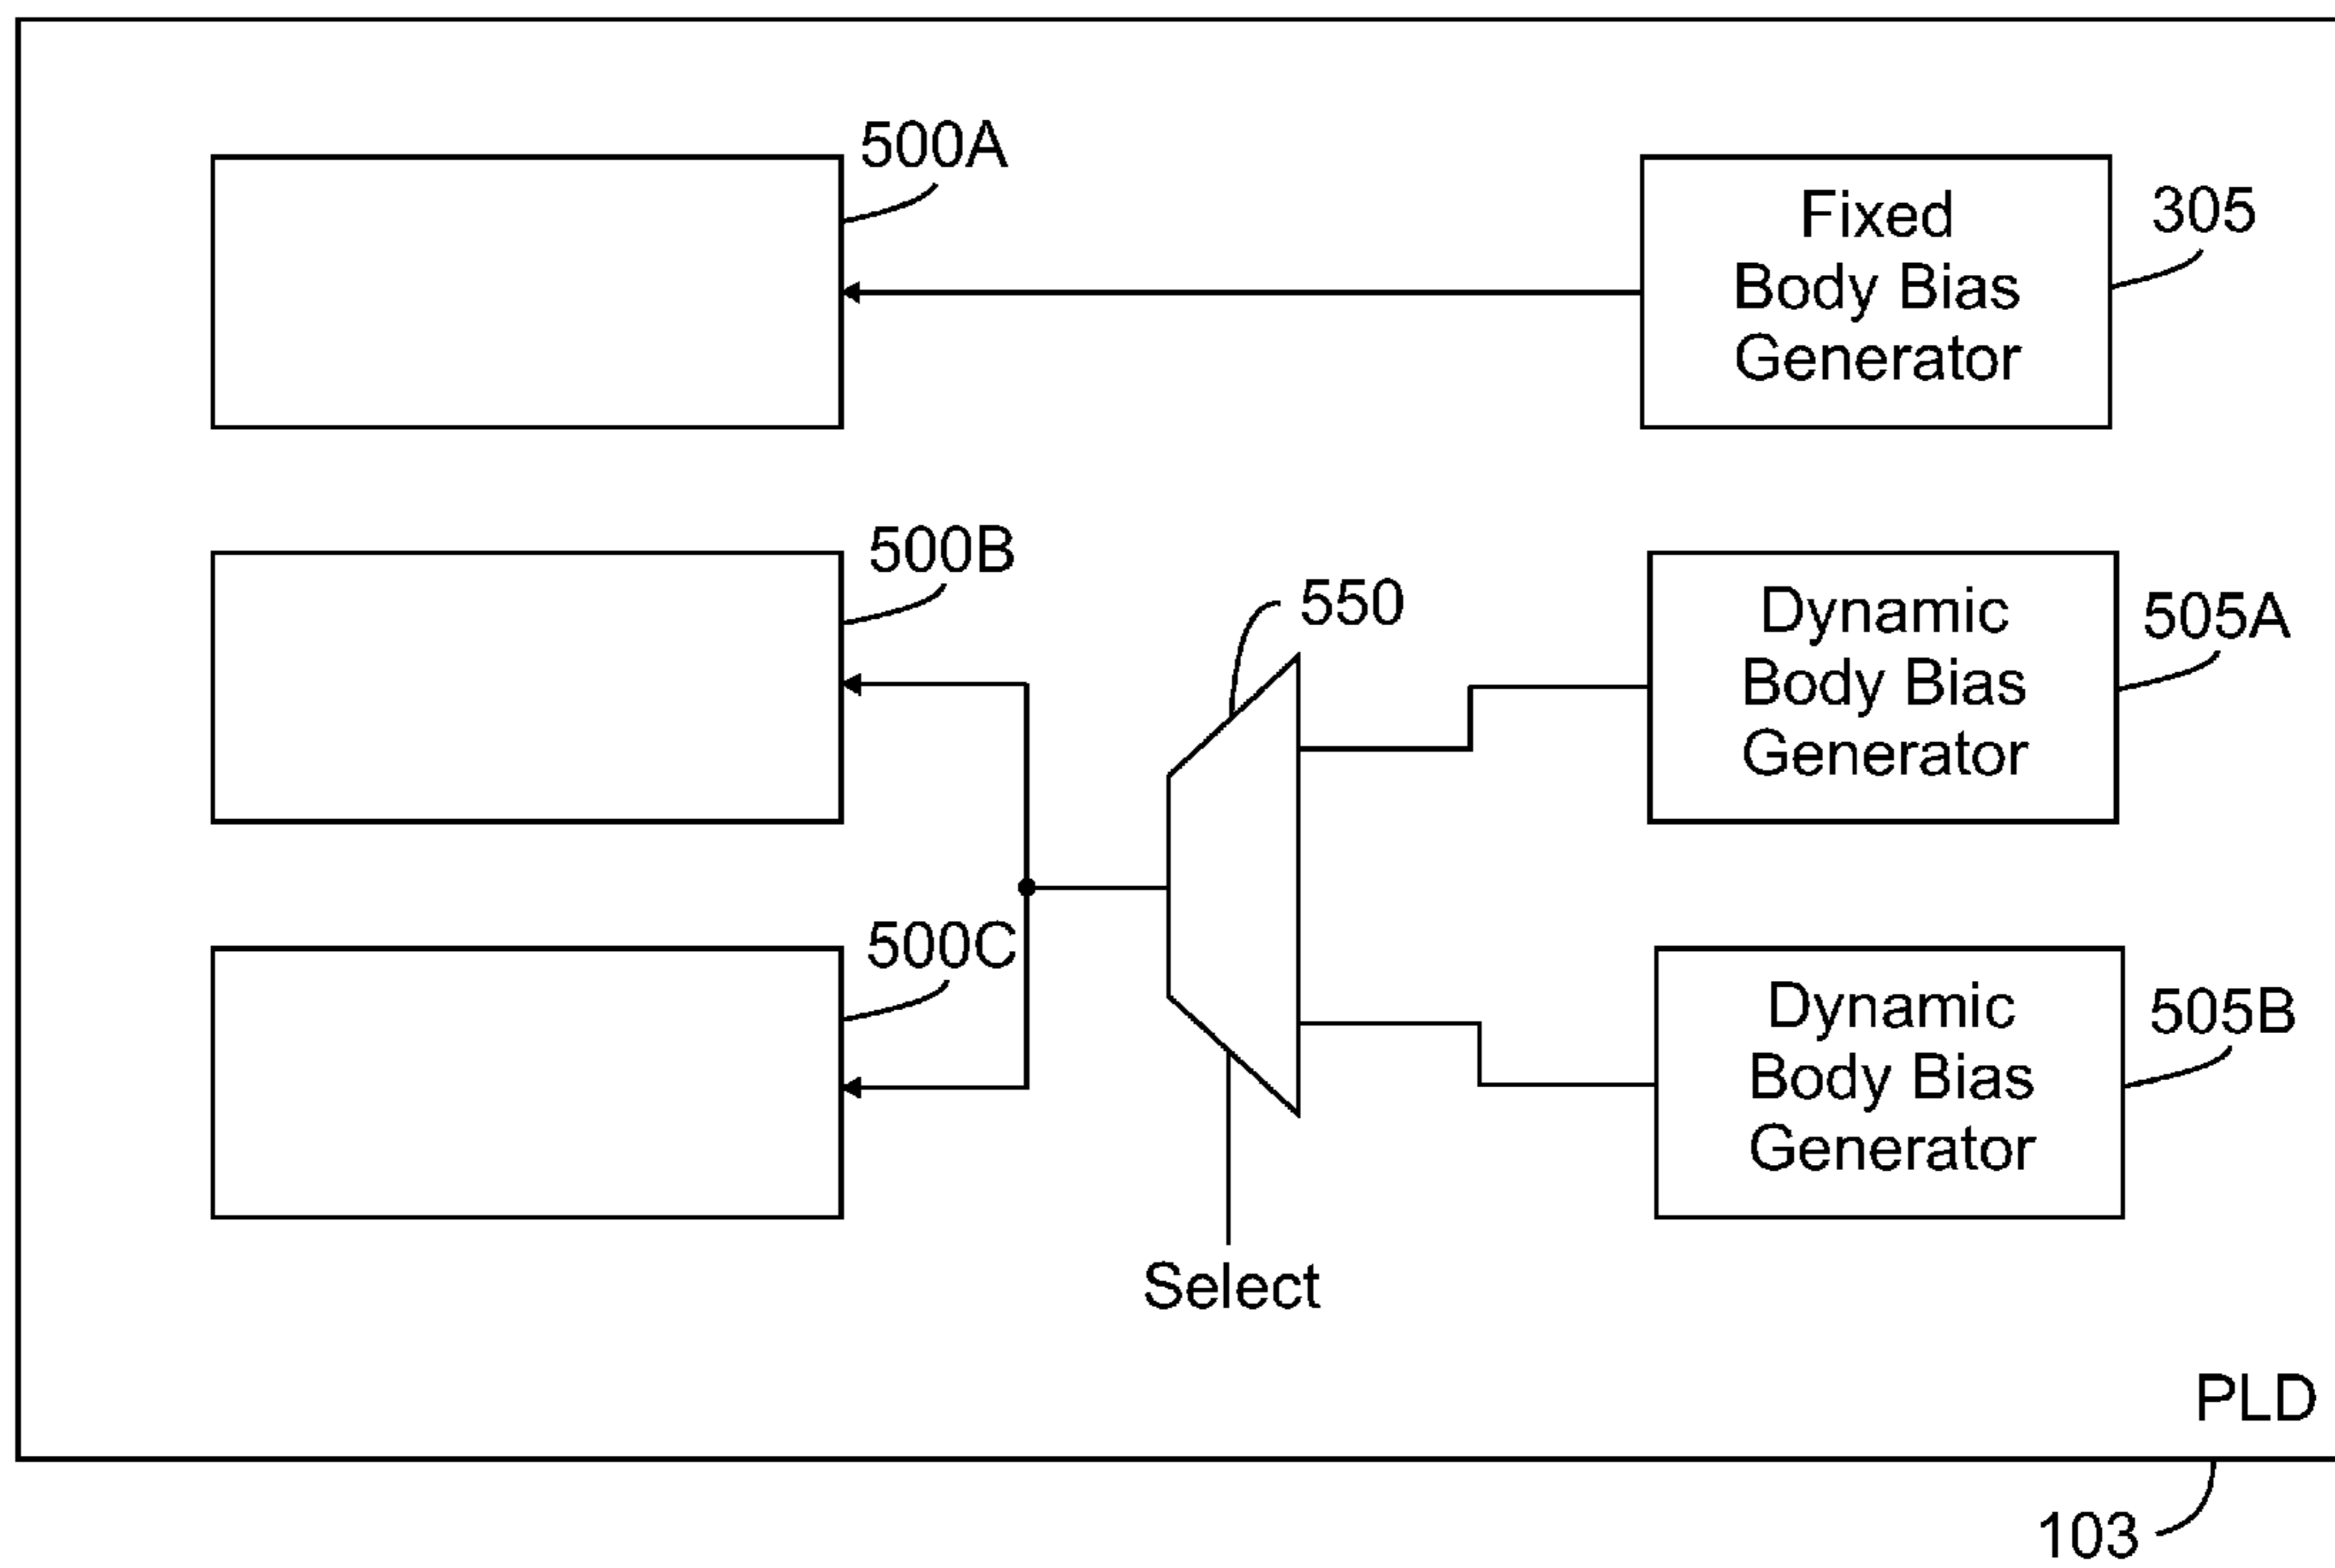 500A
Fixed
Body Bias
Generator
305
500B
550
Dynamic
Body Bias
Generator
505A
500C
Dynamic
Body Bias
Generator
505B
Select
PLD
103